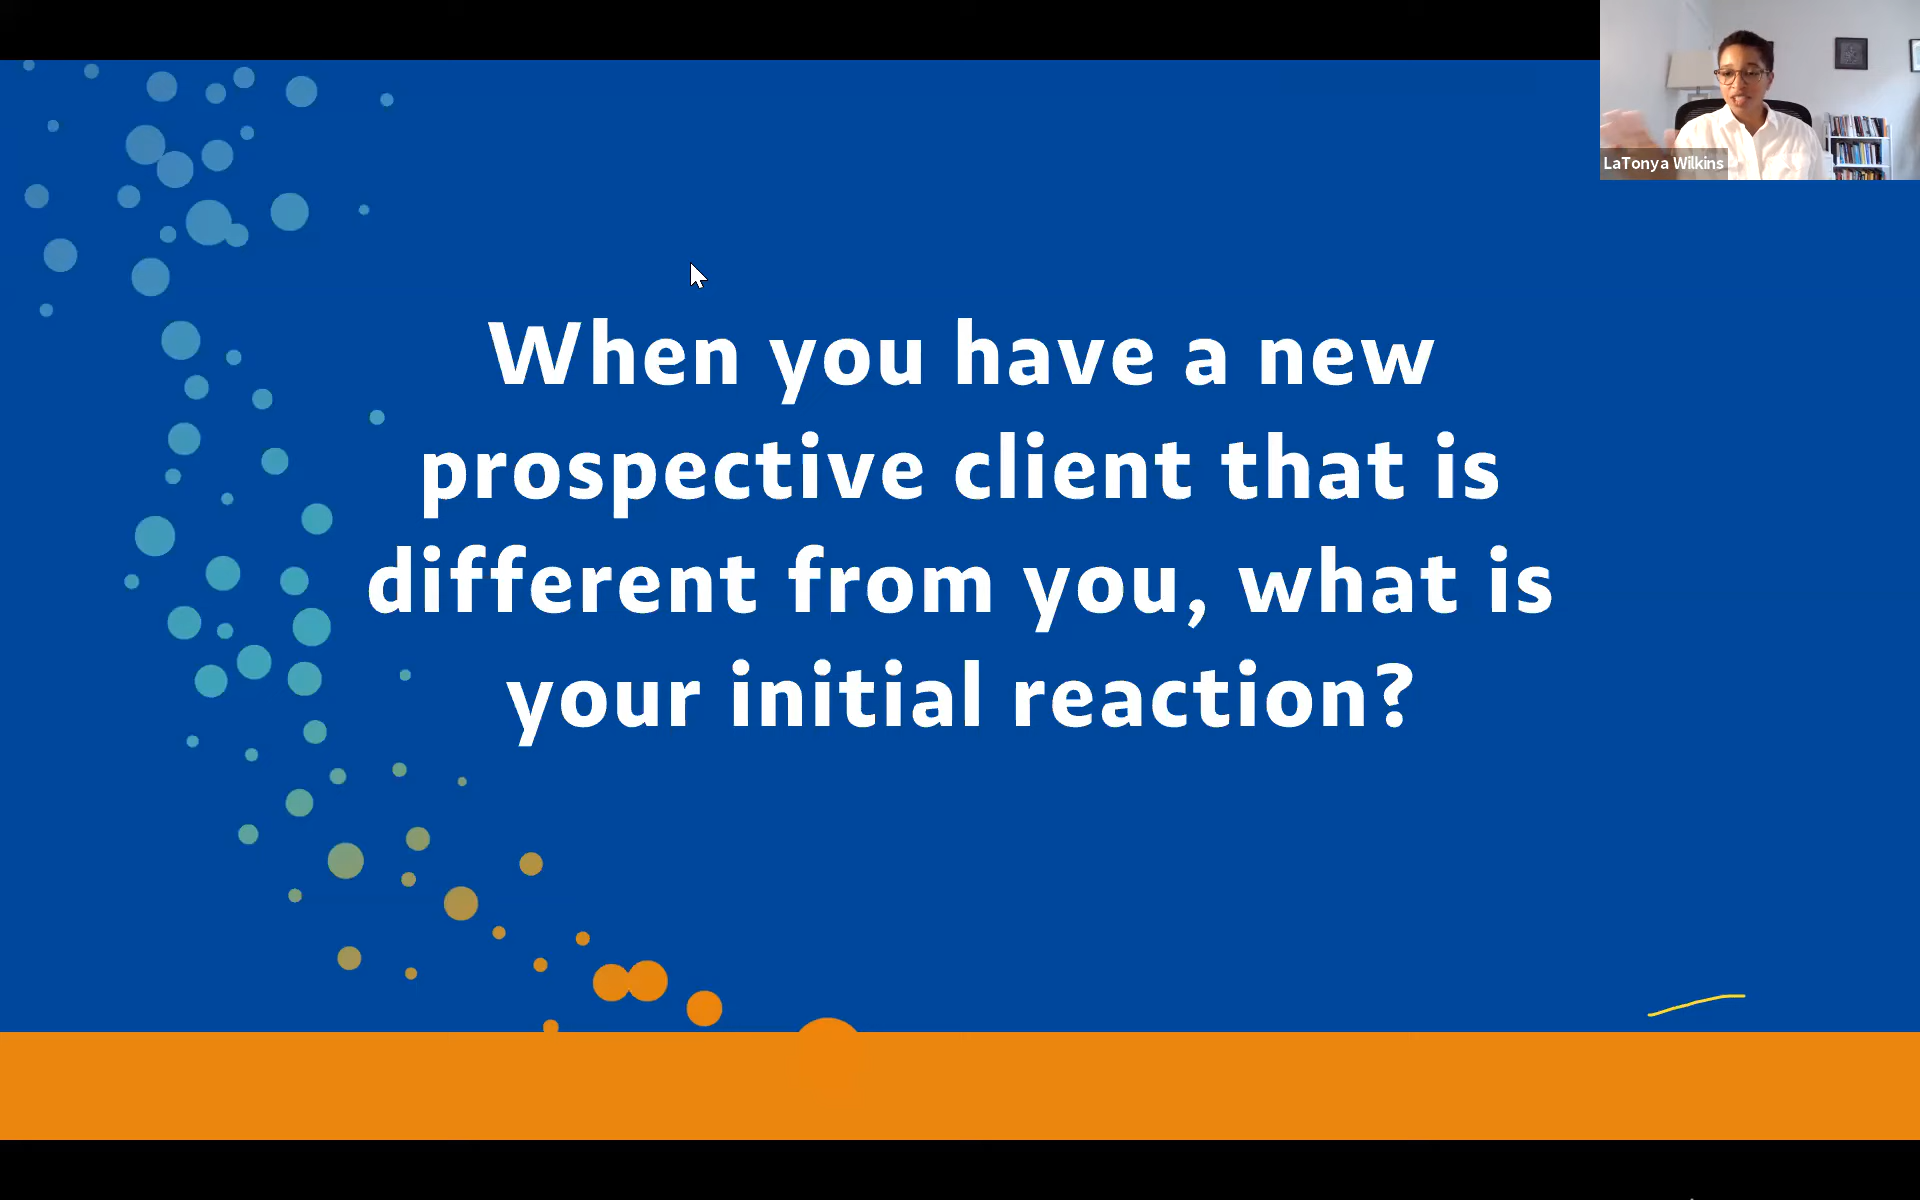 LaTonya Wilkins
When you have a new
prospective client that is
different from you, what is
your initial reaction?